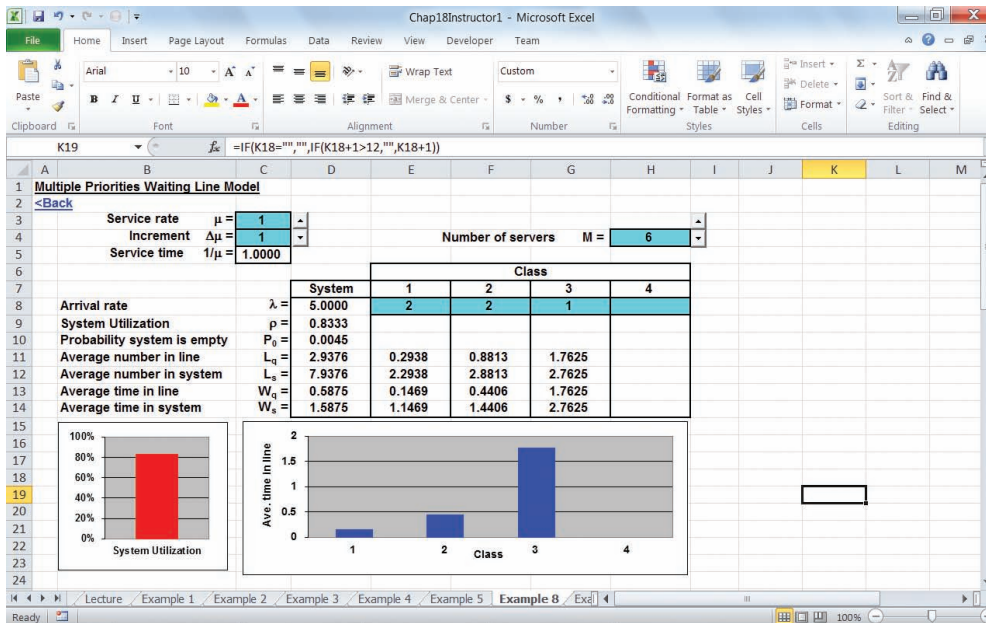 Chap18Instructor1 - Microsoft Excel
File Home Insert Page Layout Formulas Data Review View Developer Team
Paste
Arial 10 A A
B I U A
Wrap Text
Merge & Center
Custom
$ % ,
Conditional Formatting
Format as Table
Cell Styles
Insert
Delete
Format
Σ
Sort & Filter
Find & Select
Clipboard Font Alignment Number Styles Cells Editing
K19 fx =IF(K18="","",IF(K18+1>12,"",K18+1))
A B C D E F G H I J K L M
1 Multiple Priorities Waiting Line Model
2 <Back
3 Service rate μ = 1
4 Increment Δμ = 1 Number of servers M = 6
5 Service time 1/μ = 1.0000
6 Class
7 System 1 2 3 4
8 Arrival rate λ = 5.0000 2 2 1
9 System Utilization ρ = 0.8333
10 Probability system is empty P0 = 0.0045
11 Average number in line Lq = 2.9376 0.2938 0.8813 1.7625
12 Average number in system Ls = 7.9376 2.2938 2.8813 2.7625
13 Average time in line Wq = 0.5875 0.1469 0.4406 1.7625
14 Average time in system Ws = 1.5875 1.1469 1.4406 2.7625
15
16
17
18
19
20
21
22
23
24
100%
80%
60%
40%
20%
0%
System Utilization
Ave. time in line
2
1.5
1
0.5
0
1 2 3 4
Class
Lecture Example 1 Example 2 Example 3 Example 4 Example 5 Example 8
Ready 100%